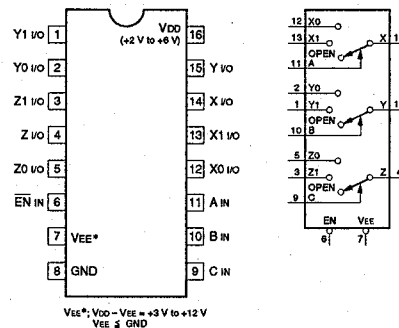 VDD
(+2 V to +6 V)
Y1 I/O 1
16
Y0 I/O 2
15 Y I/O
Z1 I/O 3
14 X I/O
Z I/O 4
13 X1 I/O
Z0 I/O 5
12 X0 I/O
EN IN 6
11 A IN
7 VEE*
10 B IN
8 GND
9 C IN
VEE*; VDD – VEE = +3 V to +12 V
VEE ≤ GND
12 X0
13 X1
X 1
OPEN
11 A
2 Y0
1 Y1
Y 1
OPEN
10 B
5 Z0
3 Z1
Z 4
OPEN
9 C
EN VEE
6 7